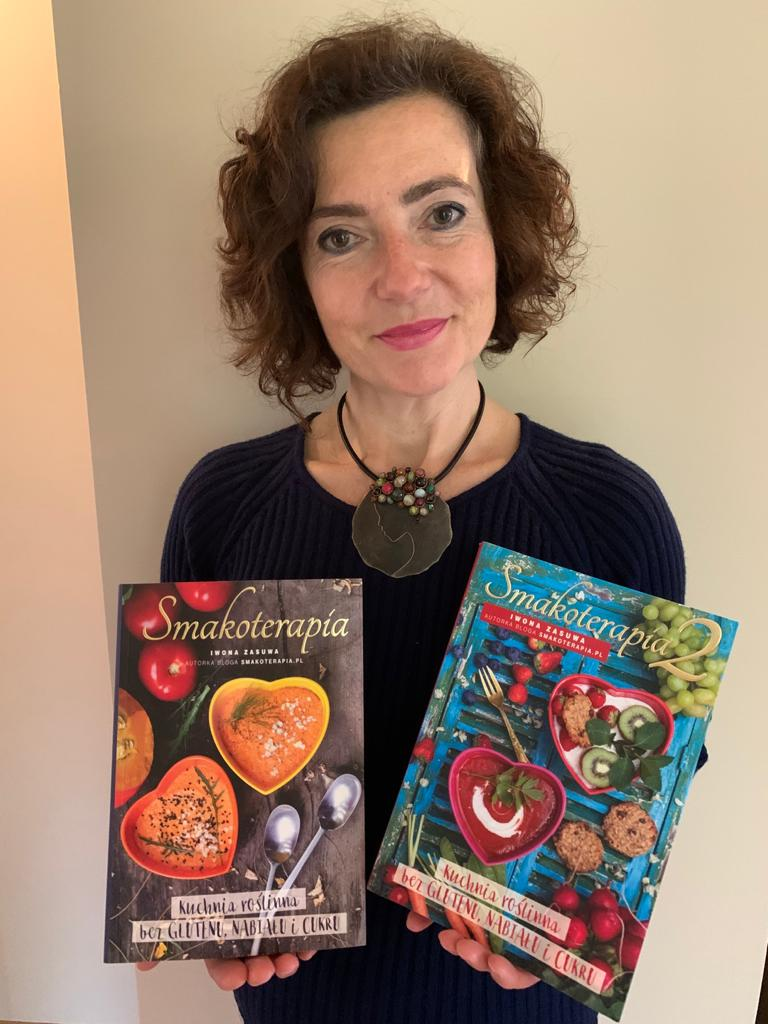 Smakoterapia
IWONA ZASUWA
AUTORKA BLOGA SMAKOTERAPIA.PL
Kuchnia roślinna
bez GLUTENU, NABIAŁU i CUKRU
Smakoterapia 2
IWONA ZASUWA
AUTORKA BLOGA SMAKOTERAPIA.PL
Kuchnia roślinna
bez GLUTENU, NABIAŁU i CUKRU